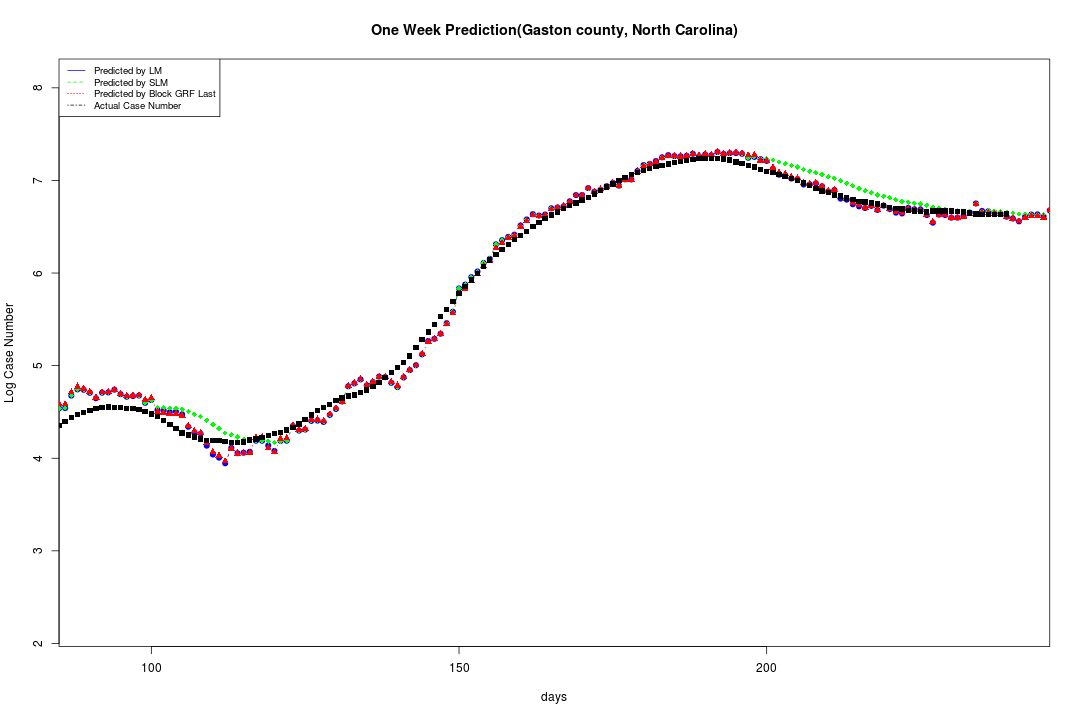 One Week Prediction(Gaston county, North Carolina)
Predicted by LM
Predicted by SLM
Predicted by Block GRF Last
Actual Case Number
8
7
6
5
4
3
2
Log Case Number
100 150 200
days